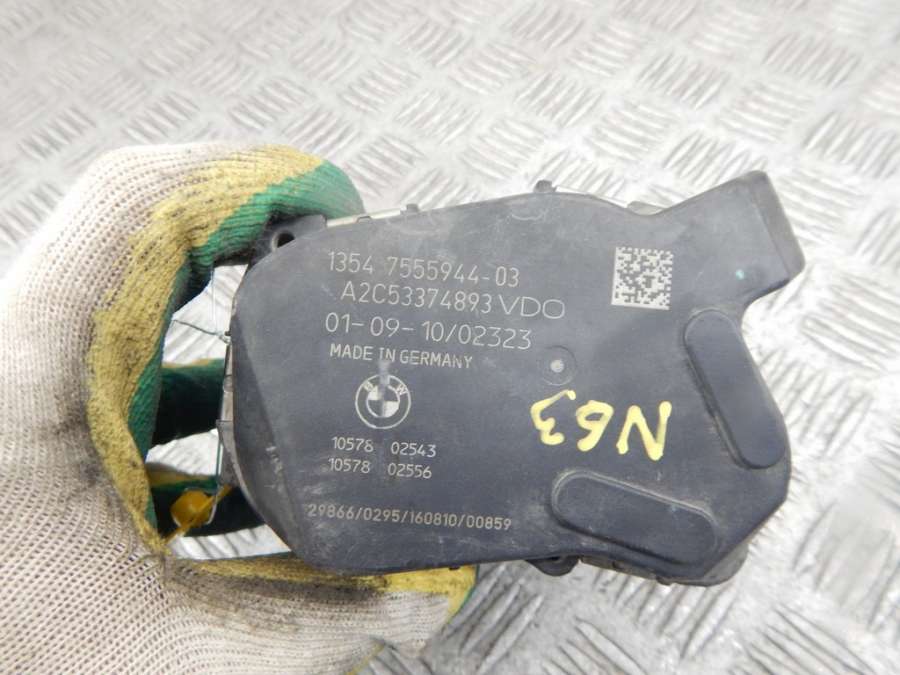 1354 7555944-03
A2C53374893 VDO
01-09-10/02323
MADE IN GERMANY
BMW
10578 02543
10578 02556
29866/0295/160810/00859
N63